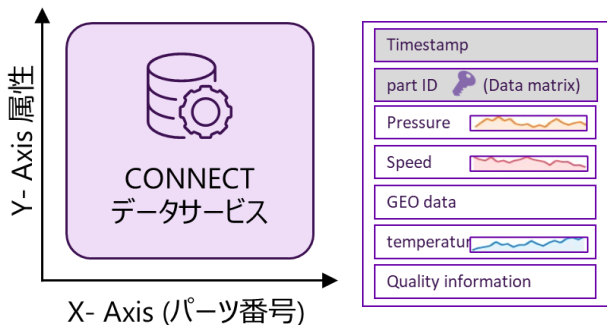 Y- Axis 属性
CONNECT
データサービス
X- Axis (パーツ番号)
Timestamp
part ID (Data matrix)
Pressure
Speed
GEO data
temperatur
Quality information